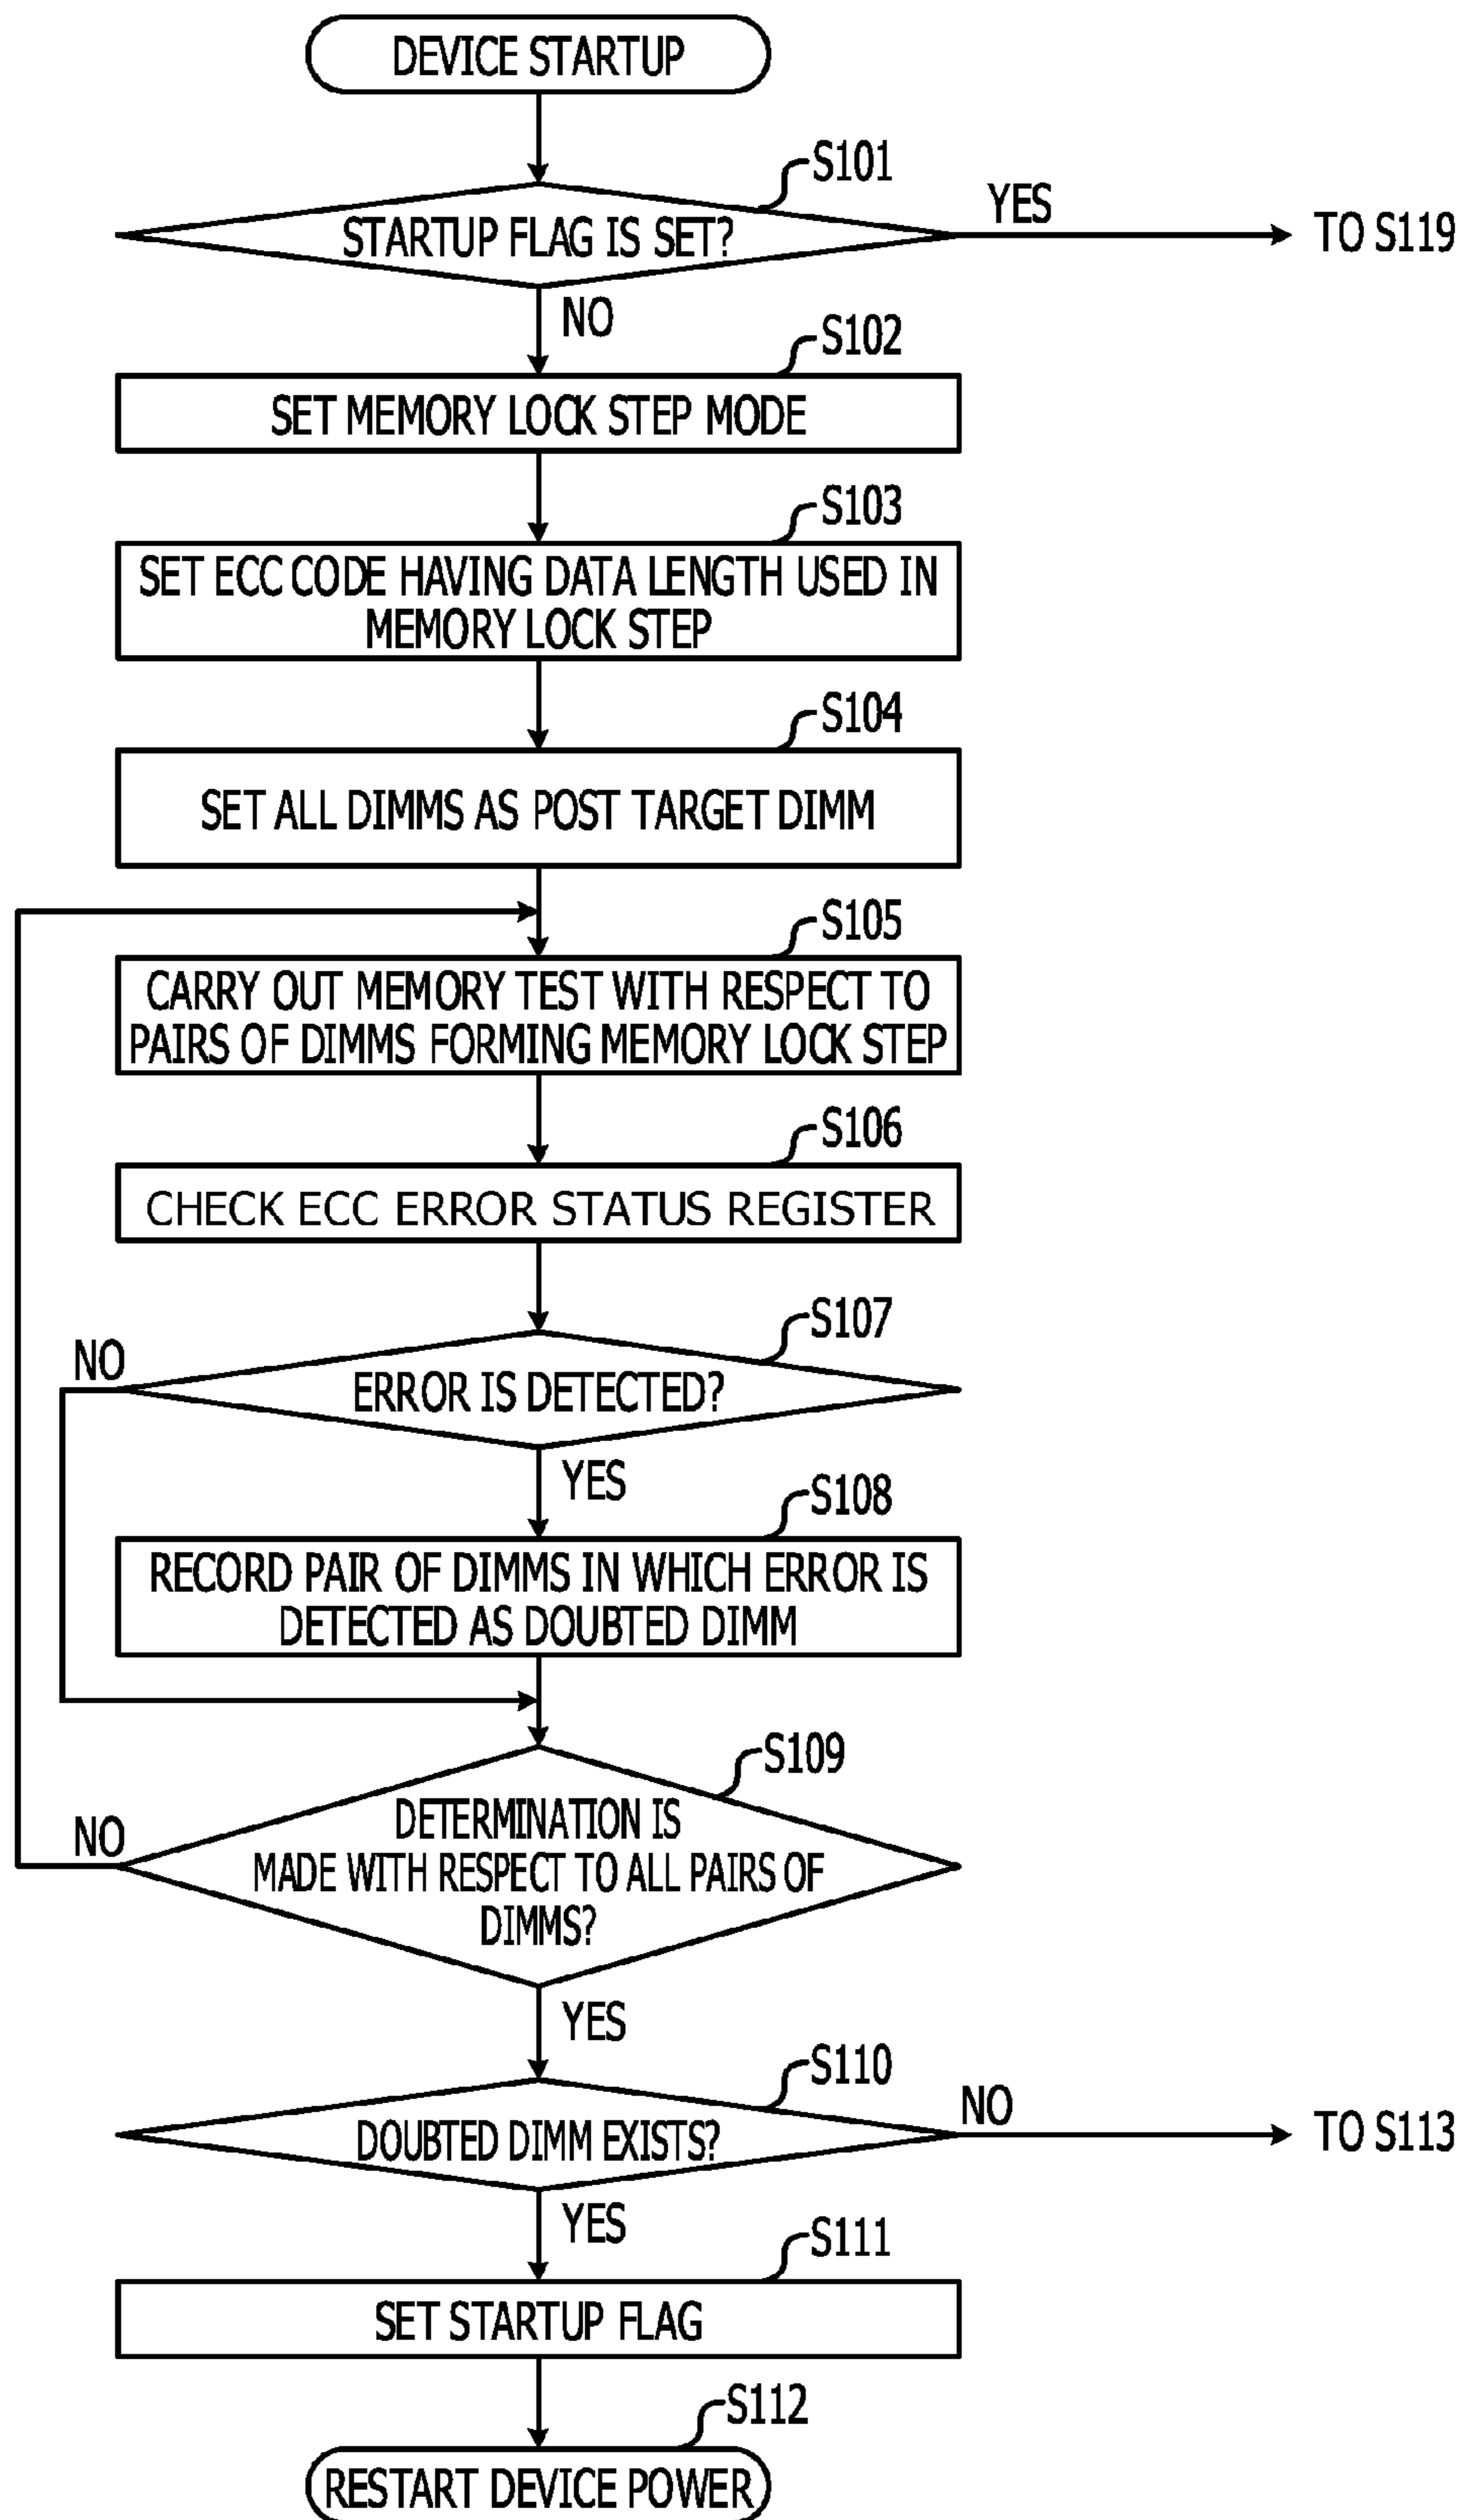 DEVICE STARTUP
S101
STARTUP FLAG IS SET?
YES
TO S119
NO
S102
SET MEMORY LOCK STEP MODE
S103
SET ECC CODE HAVING DATA LENGTH USED IN
MEMORY LOCK STEP
S104
SET ALL DIMMS AS POST TARGET DIMM
S105
CARRY OUT MEMORY TEST WITH RESPECT TO
PAIRS OF DIMMS FORMING MEMORY LOCK STEP
S106
CHECK ECC ERROR STATUS REGISTER
S107
NO
ERROR IS DETECTED?
YES
S108
RECORD PAIR OF DIMMS IN WHICH ERROR IS
DETECTED AS DOUBTED DIMM
S109
NO
DETERMINATION IS
MADE WITH RESPECT TO ALL PAIRS OF
DIMMS?
YES
S110
DOUBTED DIMM EXISTS?
NO
TO S113
YES
S111
SET STARTUP FLAG
S112
RESTART DEVICE POWER